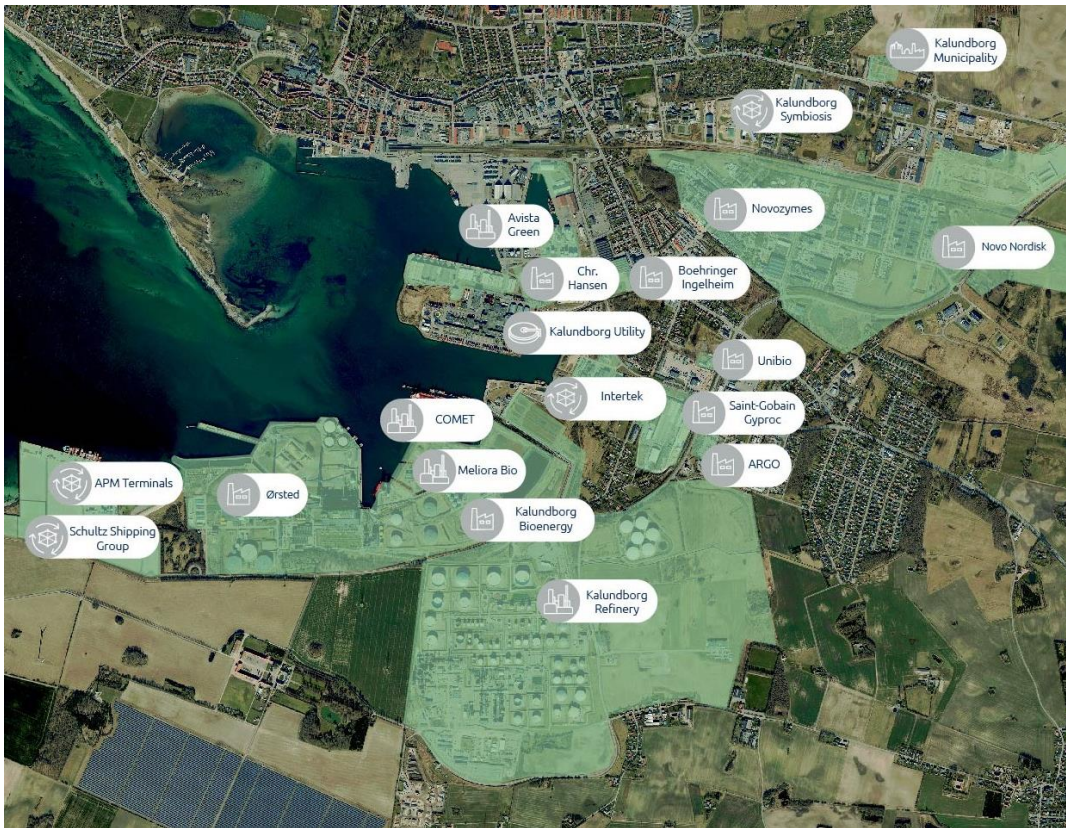 Kalundborg
Municipality
Kalundborg
Symbiosis
Novozymes
Avista
Green
Novo Nordisk
Chr.
Hansen
Boehringer
Ingelheim
Kalundborg Utility
Unibio
Intertek
Saint-Gobain
Gyproc
COMET
ARGO
Meliora Bio
APM Terminals
Ørsted
Kalundborg
Bioenergy
Schultz Shipping
Group
Kalundborg
Refinery